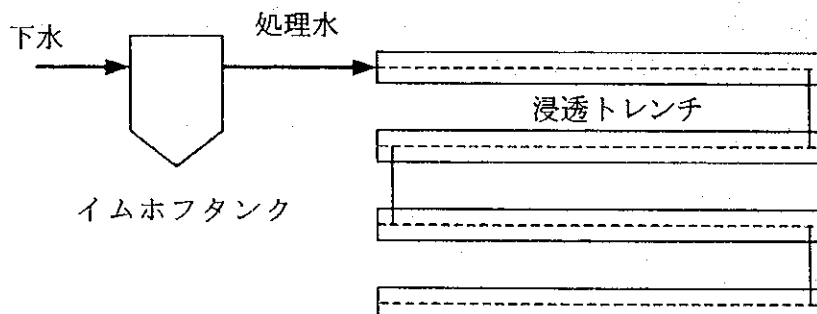 下水
処理水
浸透トレンチ
イムホフタンク